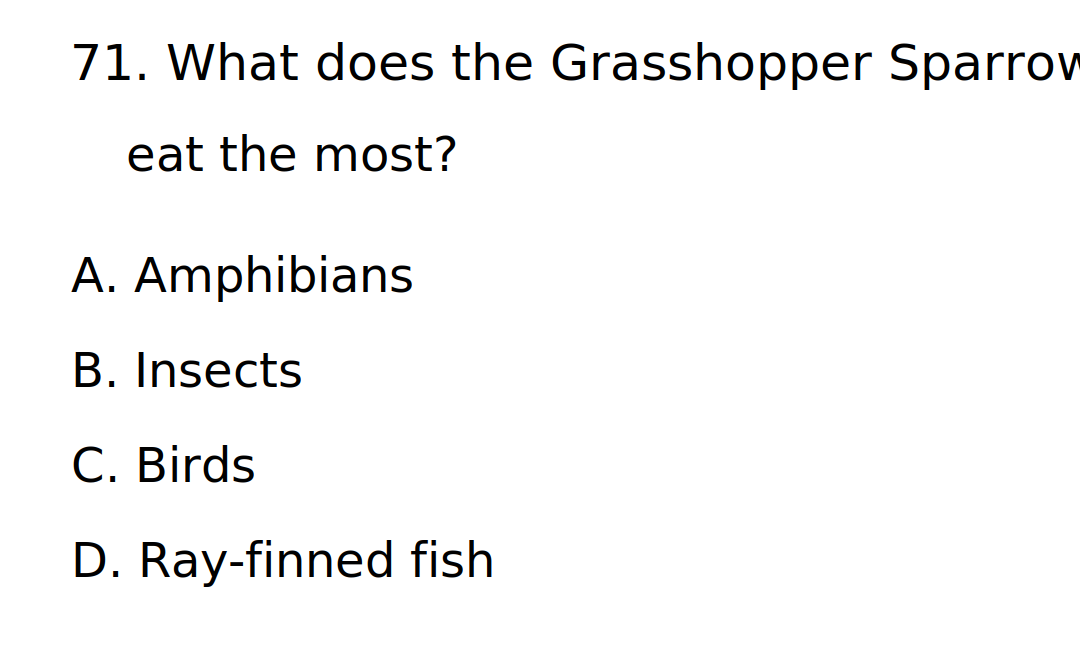 71. What does the Grasshopper Sparrow
eat the most?
A. Amphibians
B. Insects
C. Birds
D. Ray-finned fish